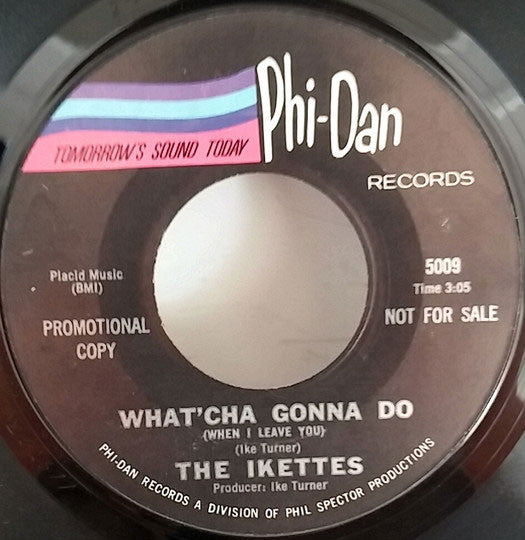 Phi-Dan
TOMORROW'S SOUND TODAY
RECORDS
Placid Music
(BMI)
5009
Time 3:05
PROMOTIONAL
COPY
NOT FOR SALE
WHAT'CHA GONNA DO
(WHEN I LEAVE YOU)
(Ike Turner)
THE IKETTES
Producer: Ike Turner
PHI-DAN RECORDS A DIVISION OF PHIL SPECTOR PRODUCTIONS